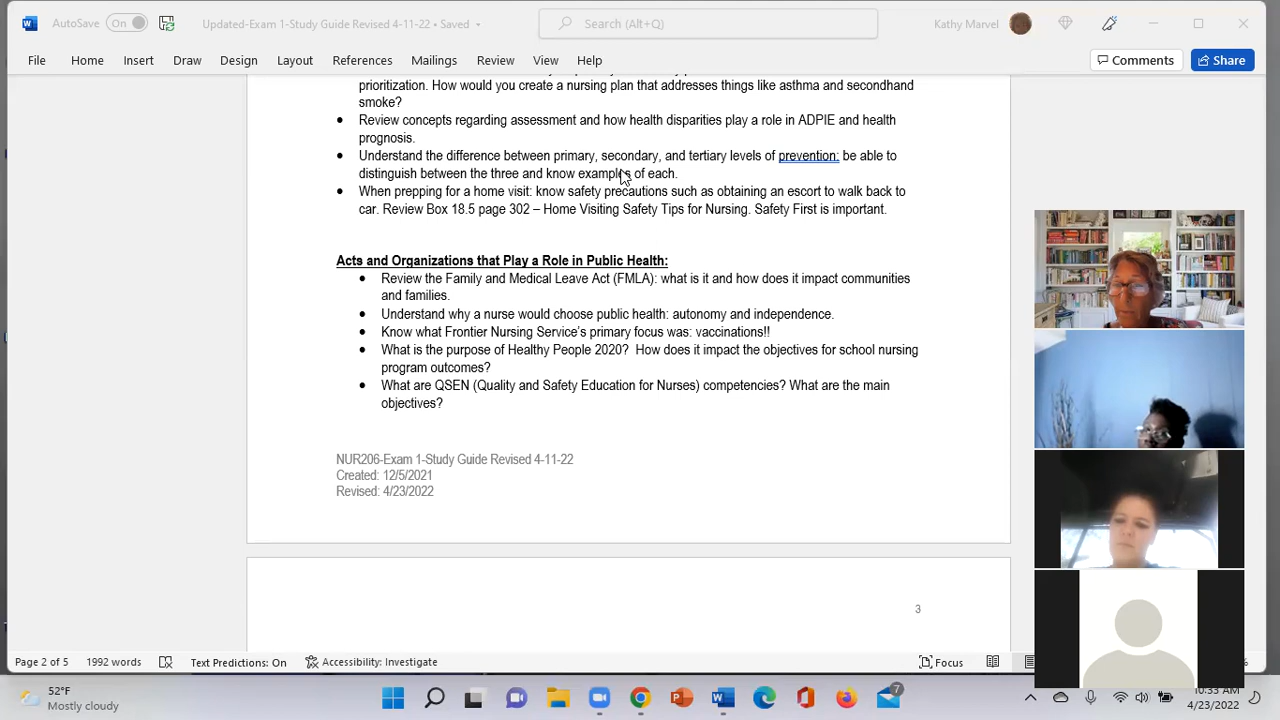 AutoSave On
Updated-Exam 1-Study Guide Revised 4-11-22 • Saved
Search (Alt+Q)
Kathy Marvel
File Home Insert Draw Design Layout References Mailings Review View Help
Comments Share
prioritization. How would you create a nursing plan that addresses things like asthma and secondhand
smoke?
• Review concepts regarding assessment and how health disparities play a role in ADPIE and health
prognosis.
• Understand the difference between primary, secondary, and tertiary levels of prevention: be able to
distinguish between the three and know examples of each.
• When prepping for a home visit: know safety precautions such as obtaining an escort to walk back to
car. Review Box 18.5 page 302 – Home Visiting Safety Tips for Nursing. Safety First is important.
Acts and Organizations that Play a Role in Public Health:
• Review the Family and Medical Leave Act (FMLA): what is it and how does it impact communities
and families.
• Understand why a nurse would choose public health: autonomy and independence.
• Know what Frontier Nursing Service's primary focus was: vaccinations!!
• What is the purpose of Healthy People 2020?  How does it impact the objectives for school nursing
program outcomes?
• What are QSEN (Quality and Safety Education for Nurses) competencies? What are the main
objectives?
NUR206-Exam 1-Study Guide Revised 4-11-22
Created: 12/5/2021
Revised: 4/23/2022
3
Page 2 of 5 1992 words Text Predictions: On Accessibility: Investigate Focus
52°F
Mostly cloudy
7
10:33 AM
4/23/2022